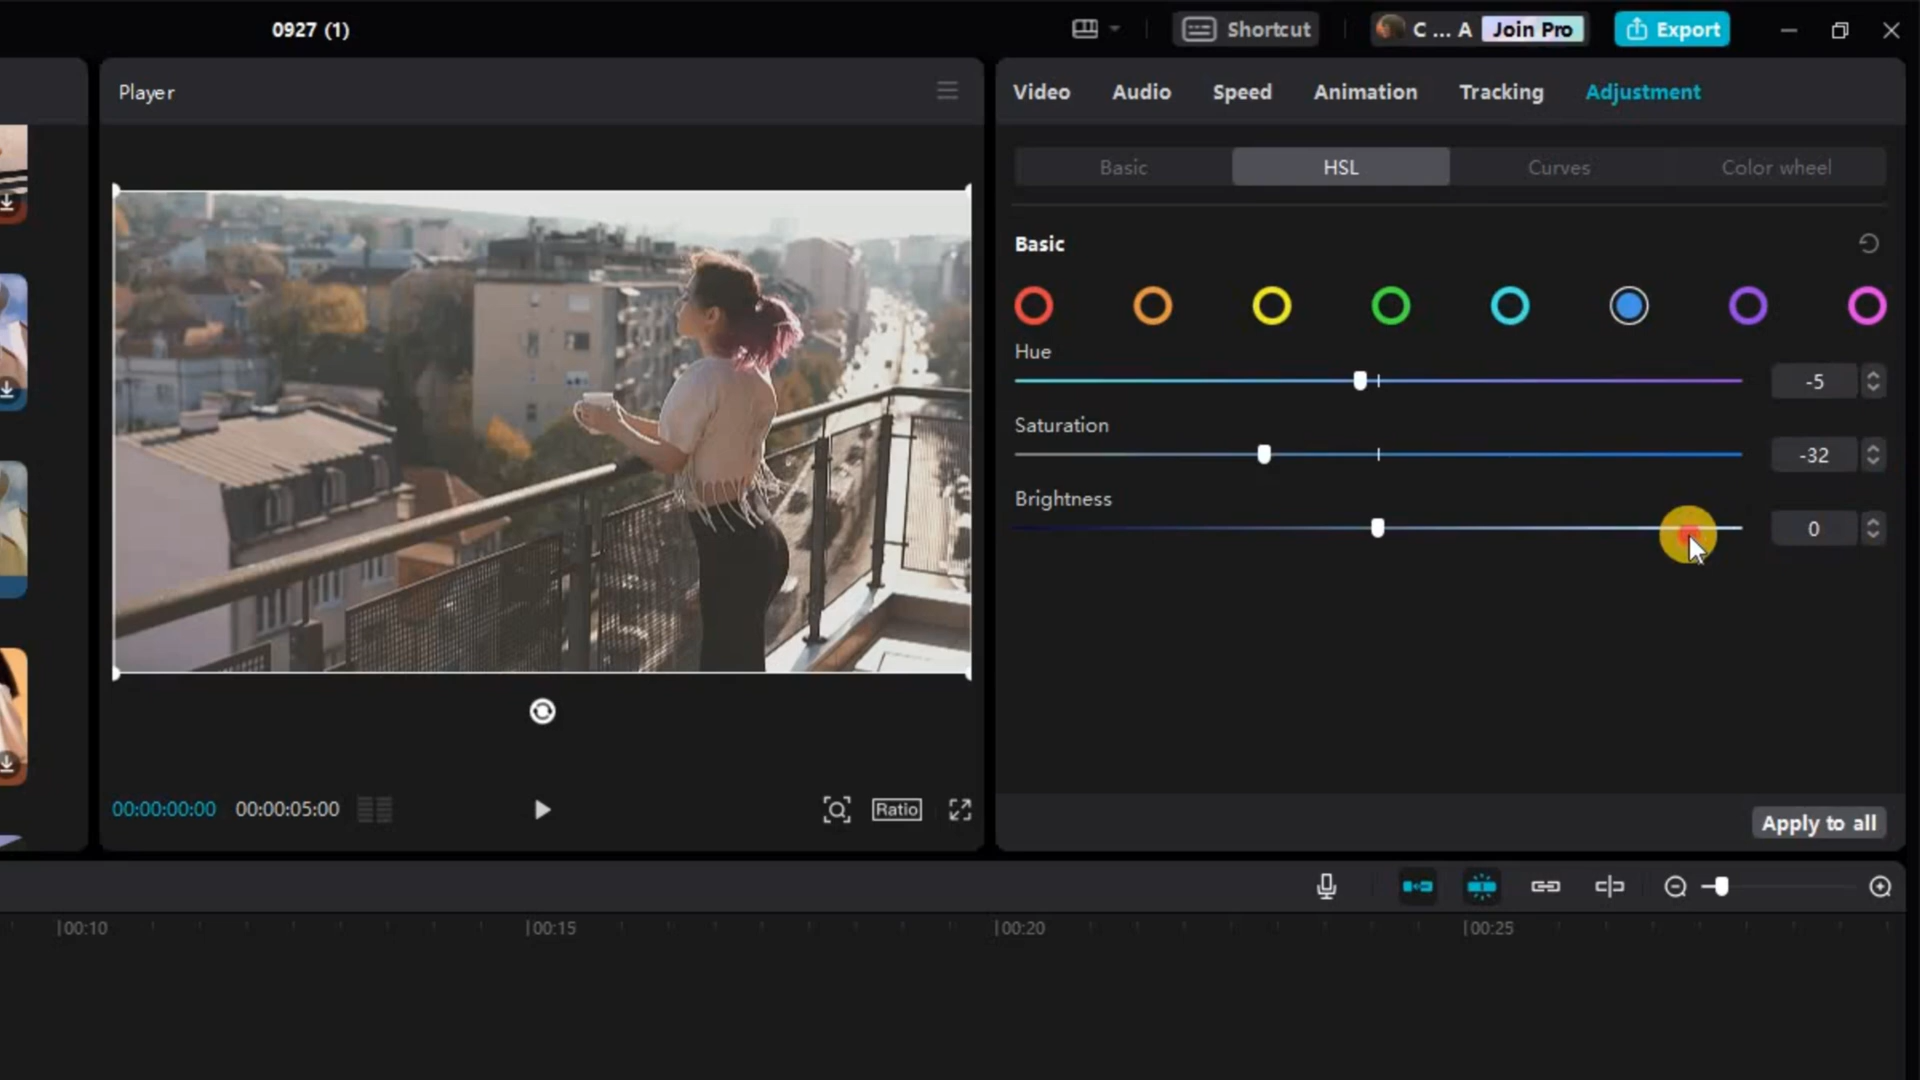 0927 (1)
Shortcut
C ... A
Join Pro
Export
Player
Video
Audio
Speed
Animation
Tracking
Adjustment
Basic
HSL
Curves
Color wheel
Basic
Hue
-5
Saturation
-32
Brightness
0
00:00:00:00
00:00:05:00
Ratio
Apply to all
00:10
00:15
00:20
00:25